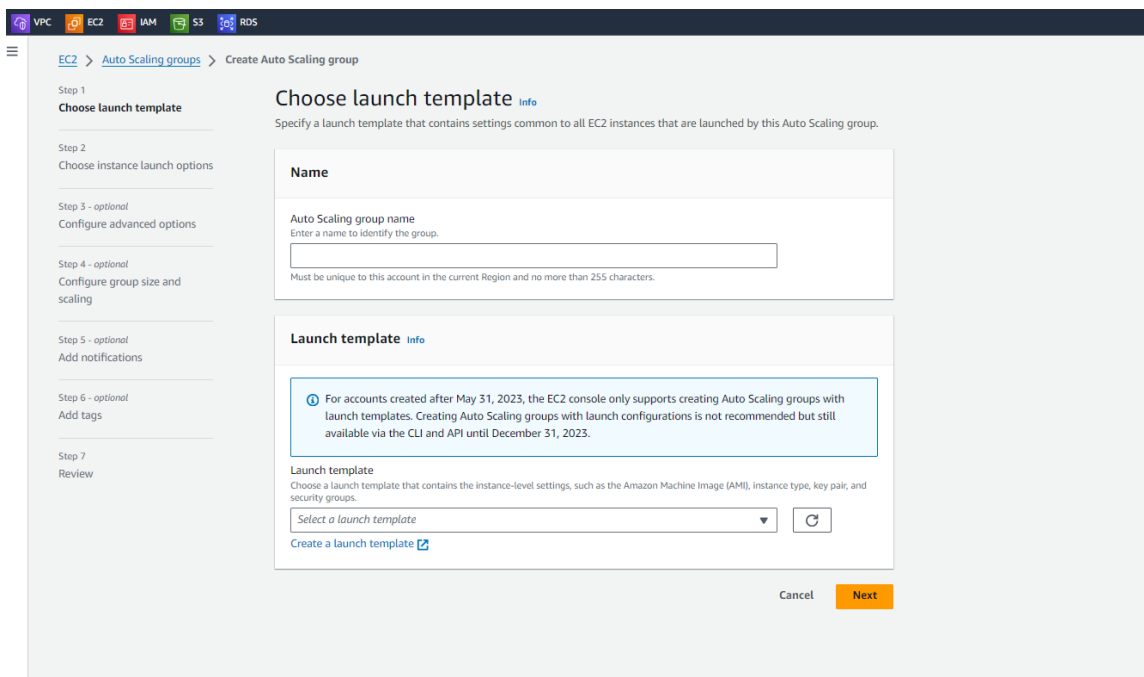 VPC EC2 IAM S3 RDS
EC2 > Auto Scaling groups > Create Auto Scaling group
Step 1
Choose launch template
Step 2
Choose instance launch options
Step 3 - optional
Configure advanced options
Step 4 - optional
Configure group size and
scaling
Step 5 - optional
Add notifications
Step 6 - optional
Add tags
Step 7
Review
Choose launch template Info
Specify a launch template that contains settings common to all EC2 instances that are launched by this Auto Scaling group.
Name
Auto Scaling group name
Enter a name to identify the group.
Must be unique to this account in the current Region and no more than 255 characters.
Launch template Info
For accounts created after May 31, 2023, the EC2 console only supports creating Auto Scaling groups with
launch templates. Creating Auto Scaling groups with launch configurations is not recommended but still
available via the CLI and API until December 31, 2023.
Launch template
Choose a launch template that contains the instance-level settings, such as the Amazon Machine Image (AMI), instance type, key pair, and
security groups.
Select a launch template
Create a launch template
Cancel Next